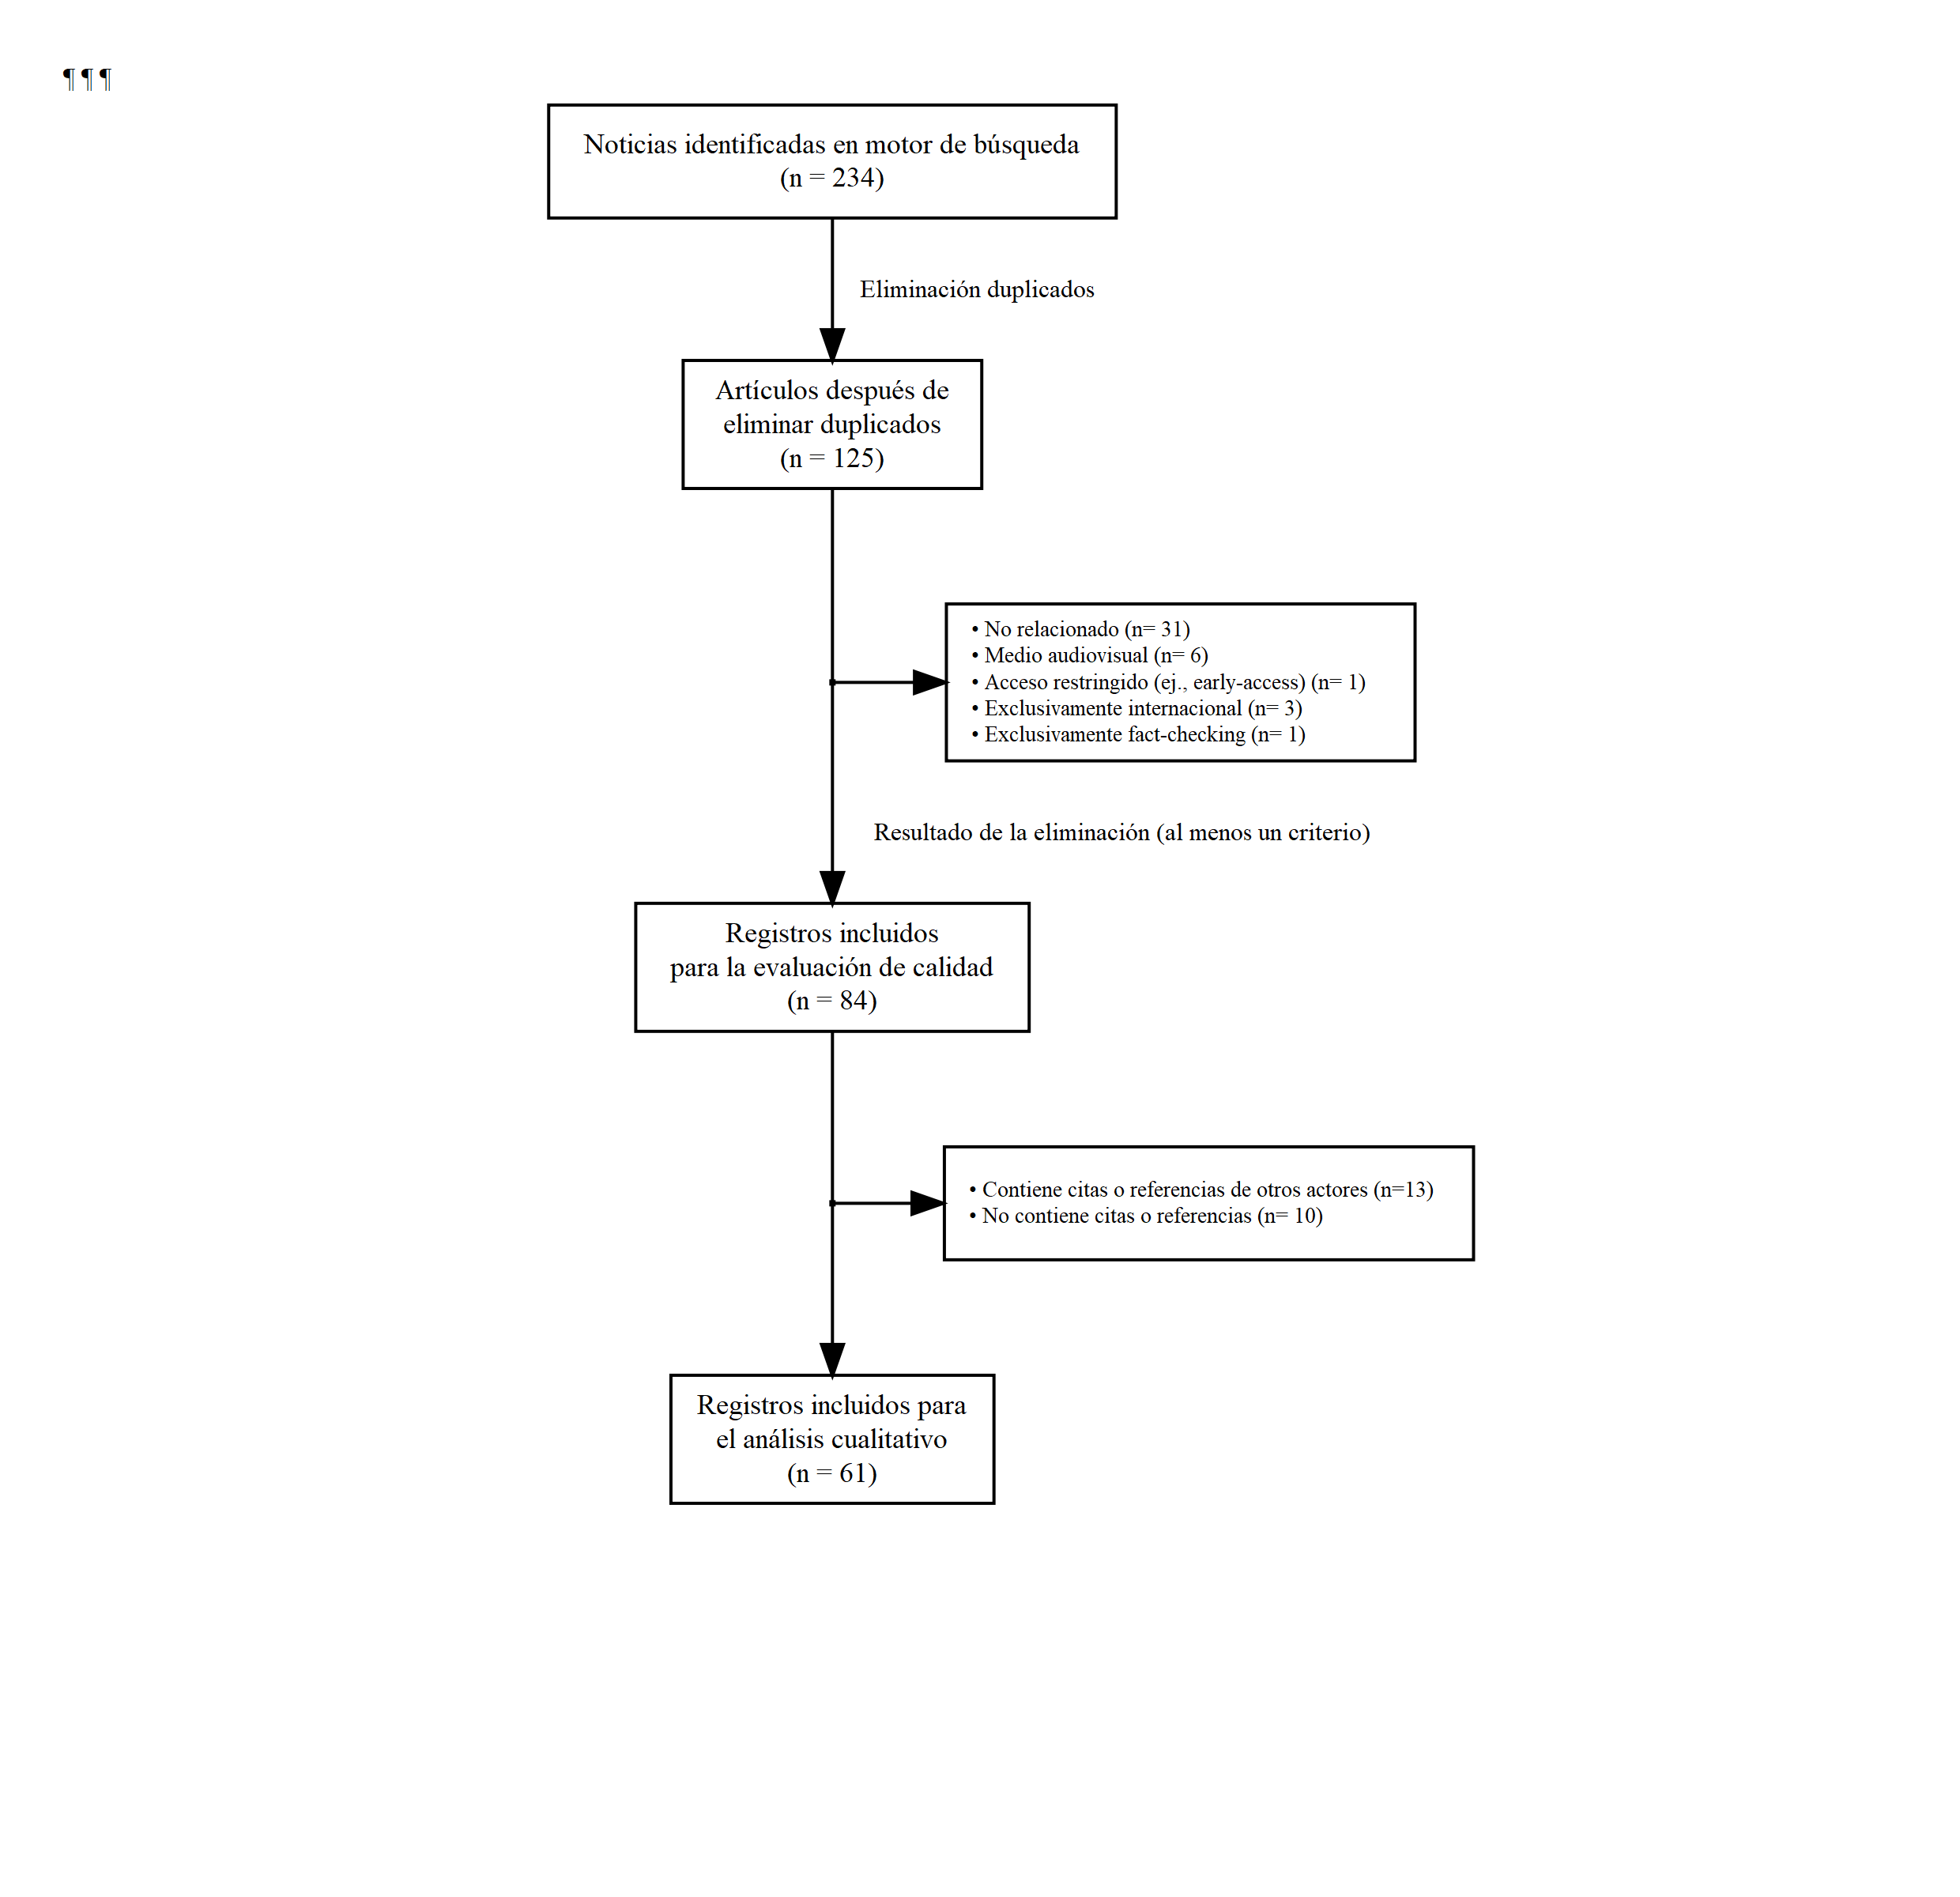 ¶ ¶ ¶
Noticias identificadas en motor de búsqueda
(n = 234)
Eliminación duplicados
Artículos después de
eliminar duplicados
(n = 125)
• No relacionado (n= 31)
• Medio audiovisual (n= 6)
• Acceso restringido (ej., early-access) (n= 1)
• Exclusivamente internacional (n= 3)
• Exclusivamente fact-checking (n= 1)
Resultado de la eliminación (al menos un criterio)
Registros incluidos
para la evaluación de calidad
(n = 84)
• Contiene citas o referencias de otros actores (n=13)
• No contiene citas o referencias (n= 10)
Registros incluidos para
el análisis cualitativo
(n = 61)